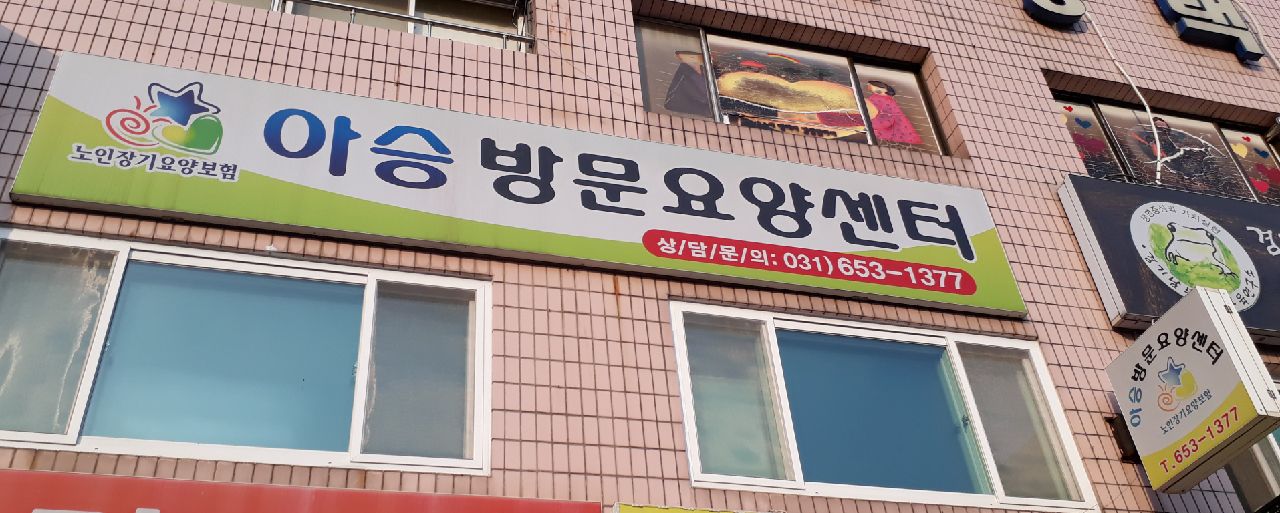 노인장기요양보험
아승 방문요양센터
상/담/문/의: 031) 653-1377
아승방문요양센터
노인장기요양보험
T. 653-1377